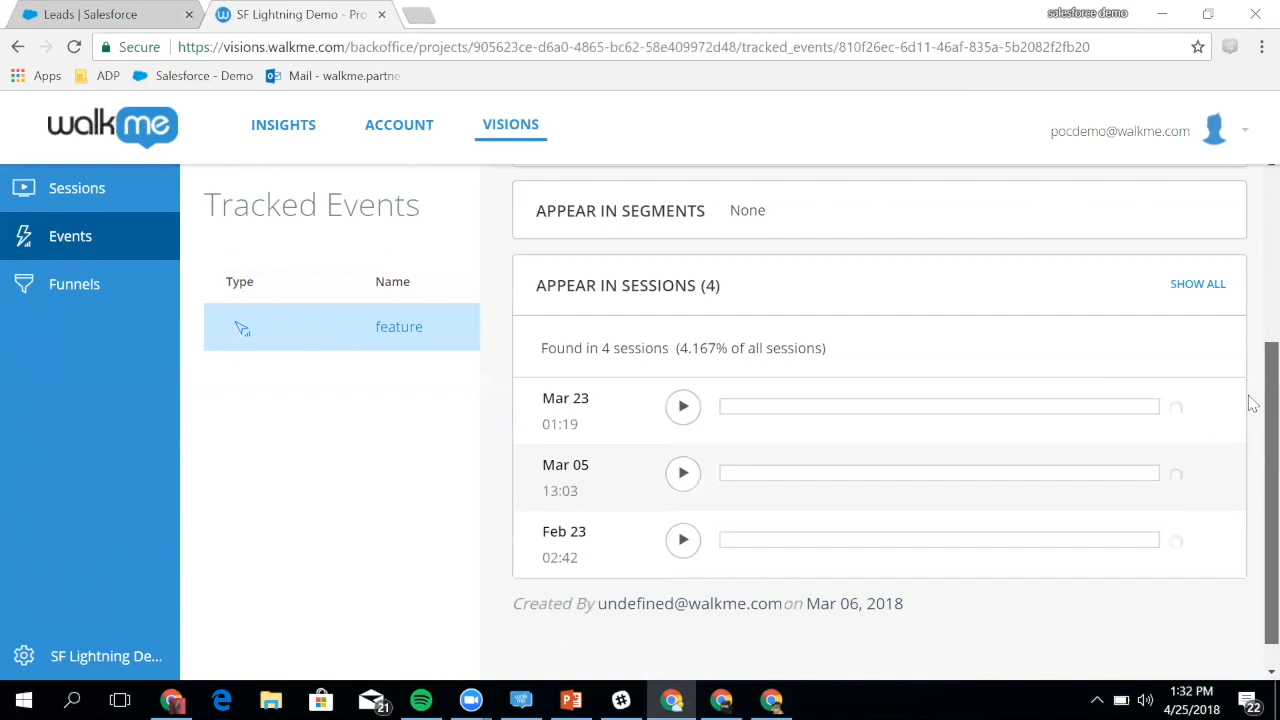 Leads | Salesforce
SF Lightning Demo - Pro
salesforce demo
Secure
https://visions.walkme.com/backoffice/projects/905623ce-d6a0-4865-bc62-58e409972d48/tracked_events/810f26ec-6d11-46af-835a-5b2082f2fb20
Apps
ADP
Salesforce - Demo
Mail - walkme.partne
walkme
INSIGHTS
ACCOUNT
VISIONS
pocdemo@walkme.com
Sessions
Events
Funnels
SF Lightning De...
Tracked Events
Type
Name
feature
APPEAR IN SEGMENTS None
APPEAR IN SESSIONS (4)
SHOW ALL
Found in 4 sessions (4.167% of all sessions)
Mar 23
01:19
Mar 05
13:03
Feb 23
02:42
Created By undefined@walkme.comon Mar 06, 2018
21
walk me
1:32 PM
4/25/2018
22